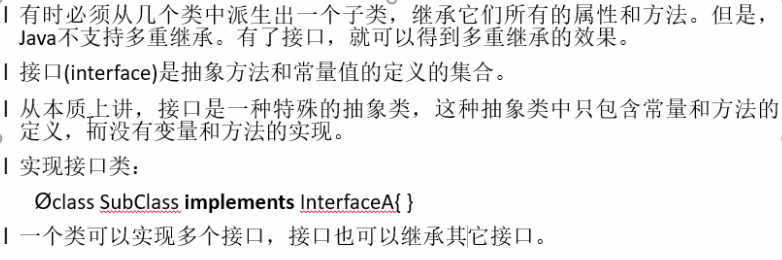 l 有时必须从几个类中派生出一个子类，继承它们所有的属性和方法。但是，
Java不支持多重继承。有了接口，就可以得到多重继承的效果。
l 接口(interface)是抽象方法和常量值的定义的集合。
l 从本质上讲，接口是一种特殊的抽象类，这种抽象类中只包含常量和方法的
定义，而没有变量和方法的实现。
l 实现接口类：
Øclass SubClass implements InterfaceA{ }
l 一个类可以实现多个接口，接口也可以继承其它接口。